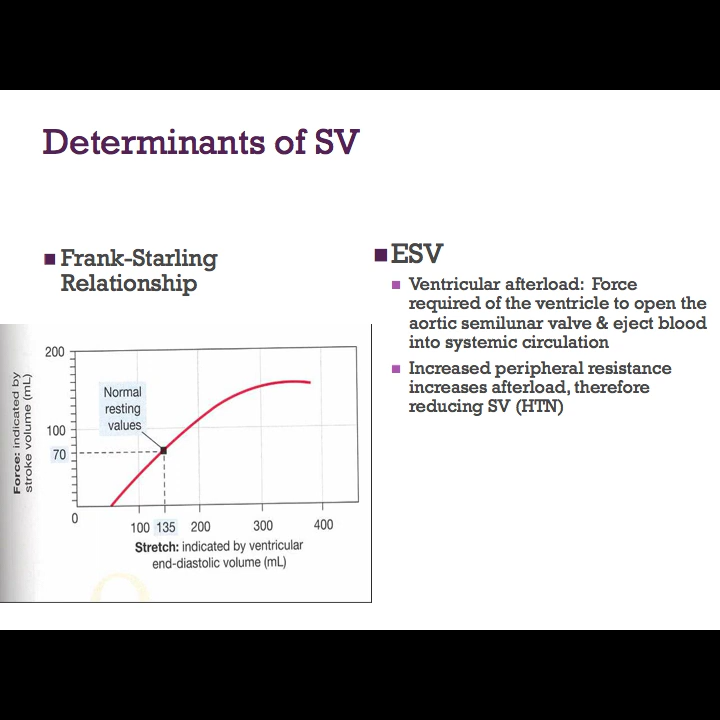 Determinants of SV
Frank-Starling
Relationship
200
100
70
0
Force: indicated by
stroke volume (mL)
Normal
resting
values
100 135 200 300 400
Stretch: indicated by ventricular
end-diastolic volume (mL)
ESV
Ventricular afterload: Force
required of the ventricle to open the
aortic semilunar valve & eject blood
into systemic circulation
Increased peripheral resistance
increases afterload, therefore
reducing SV (HTN)